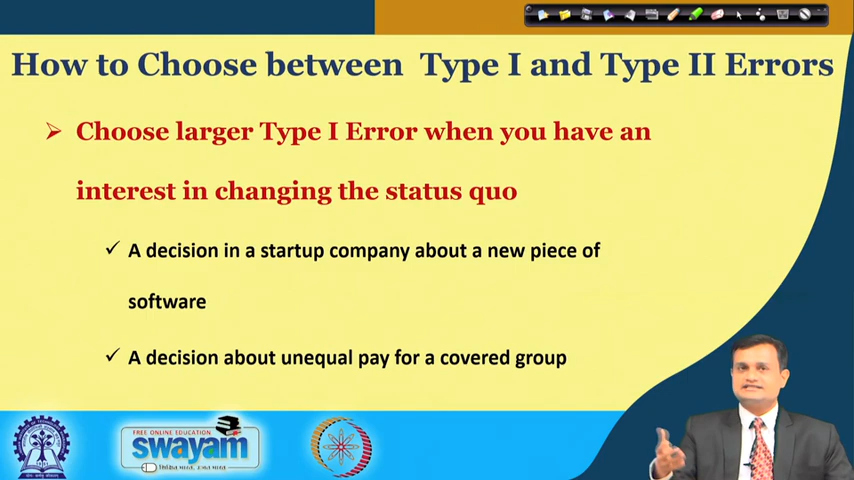 How to Choose between Type I and Type II Errors
➢ Choose larger Type I Error when you have an
interest in changing the status quo
✓ A decision in a startup company about a new piece of
software
✓ A decision about unequal pay for a covered group
FREE ONLINE EDUCATION
swayam